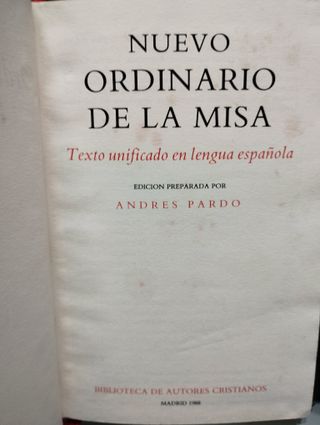 NUEVO
ORDINARIO
DE LA MISA
Texto unificado en lengua española
EDICION PREPARADA POR
ANDRES PARDO
BIBLIOTECA DE AUTORES CRISTIANOS
MADRID 1988